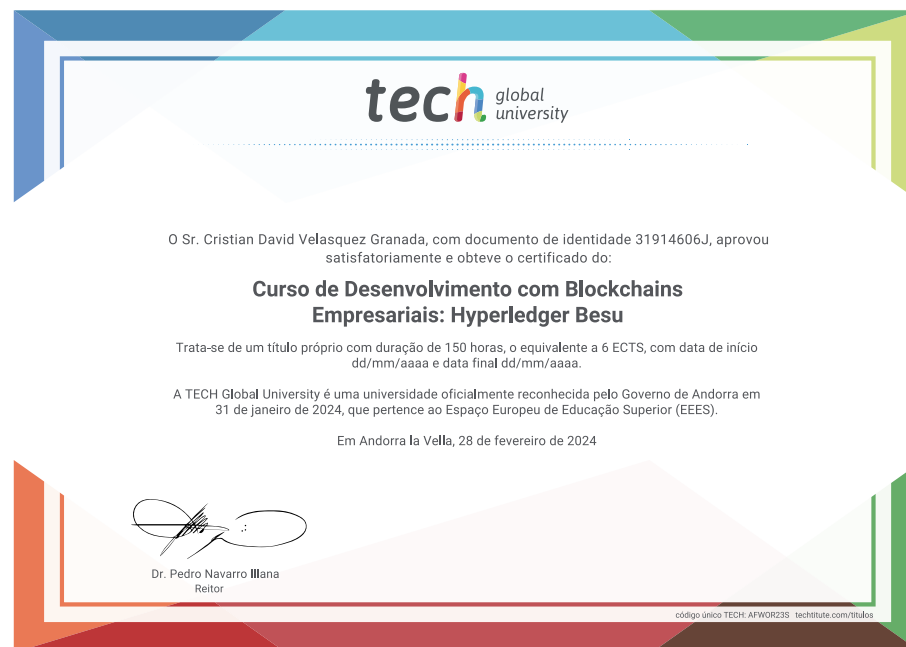 tech global
university
O Sr. Cristian David Velasquez Granada, com documento de identidade 31914606J, aprovou
satisfatoriamente e obteve o certificado do:
Curso de Desenvolvimento com Blockchains
Empresariais: Hyperledger Besu
Trata-se de um título próprio com duração de 150 horas, o equivalente a 6 ECTS, com data de início
dd/mm/aaaa e data final dd/mm/aaaa.
A TECH Global University é uma universidade oficialmente reconhecida pelo Governo de Andorra em
31 de janeiro de 2024, que pertence ao Espaço Europeu de Educação Superior (EEES).
Em Andorra la Vella, 28 de fevereiro de 2024
Dr. Pedro Navarro Illana
Reitor
código único TECH: AFWOR23S techtitute.com/titulos